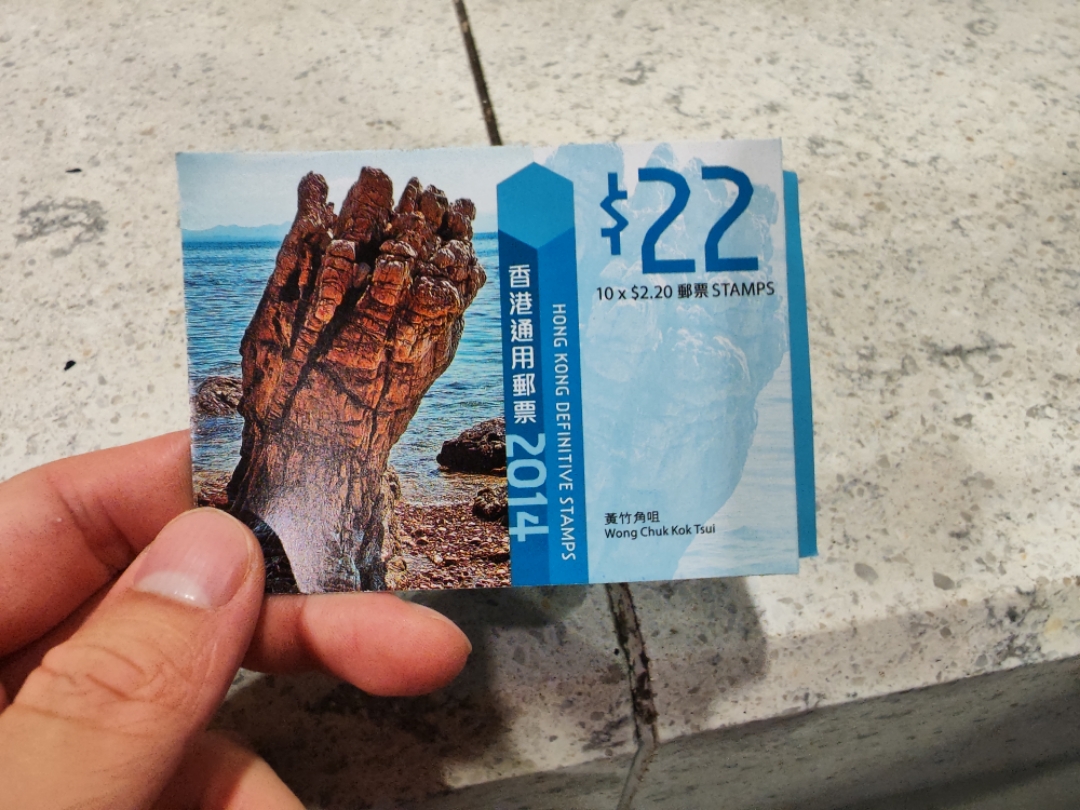 香港通用郵票 2014
HONG KONG DEFINITIVE STAMPS
$22
10 x $2.20 郵票 STAMPS
黃竹角咀
Wong Chuk Kok Tsui